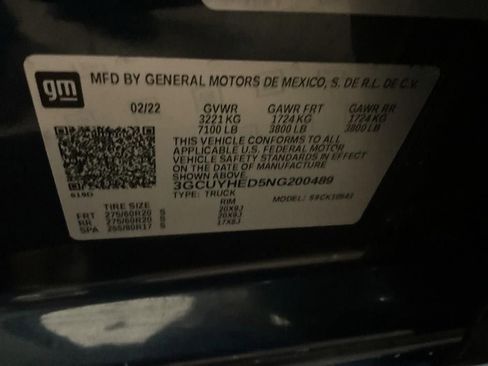 gm
MFD BY GENERAL MOTORS DE MEXICO, S. DE R.L. DE C.V.
02/22 GVWR GAWR FRT GAWR RR
3221 KG 1724 KG 1724 KG
7100 LB 3800 LB 3800 LB
THIS VEHICLE CONFORMS TO ALL
APPLICABLE U.S. FEDERAL MOTOR
VEHICLE SAFETY STANDARDS IN EFFECT ON
THE DATE OF MANUFACTURE SHOWN ABOVE.
3GCUYHED5NG200489
TYPE: TRUCK MODEL:
TIRE SIZE RIM
FRT 275/60R20 S 20X9J
RR 275/60R20 S 20X9J
SPA 255/80R17 S 17X8J